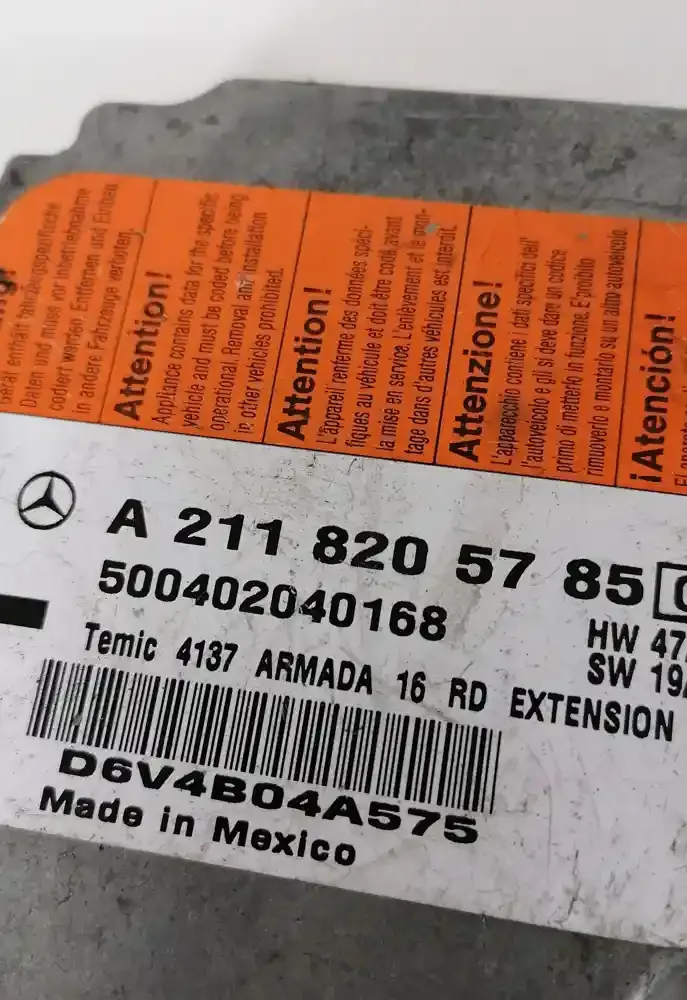 Gerät enthält fahrzeugspezifische
Daten und muss vor Inbetriebnahme
codiert werden. Entfernen und Einbau
in andere Fahrzeuge verboten.
Attention!
Appliance contains data for the specific
vehicle and must be coded before being
operational. Removal and installation
in other vehicles prohibited.
Attention!
L'appareil renferme des données spéci-
fiques au véhicule et doit être codé avant
la mise en service. L'enlèvement et le mon-
tage dans d'autres véhicules est interdit.
Attenzione!
L'apparecchio contiene i dati specifici dell'
autoveicolo e gli si deve dare un codice
primo di metterlo in funzione. E proibito
rimuoverlo e montarlo su un altro autoveicolo.
¡Atención!
A 211 820 57 85
500402040168
HW 47
SW 19
Temic 4137 ARMADA 16 RD EXTENSION
D6V4B04A575
Made in Mexico